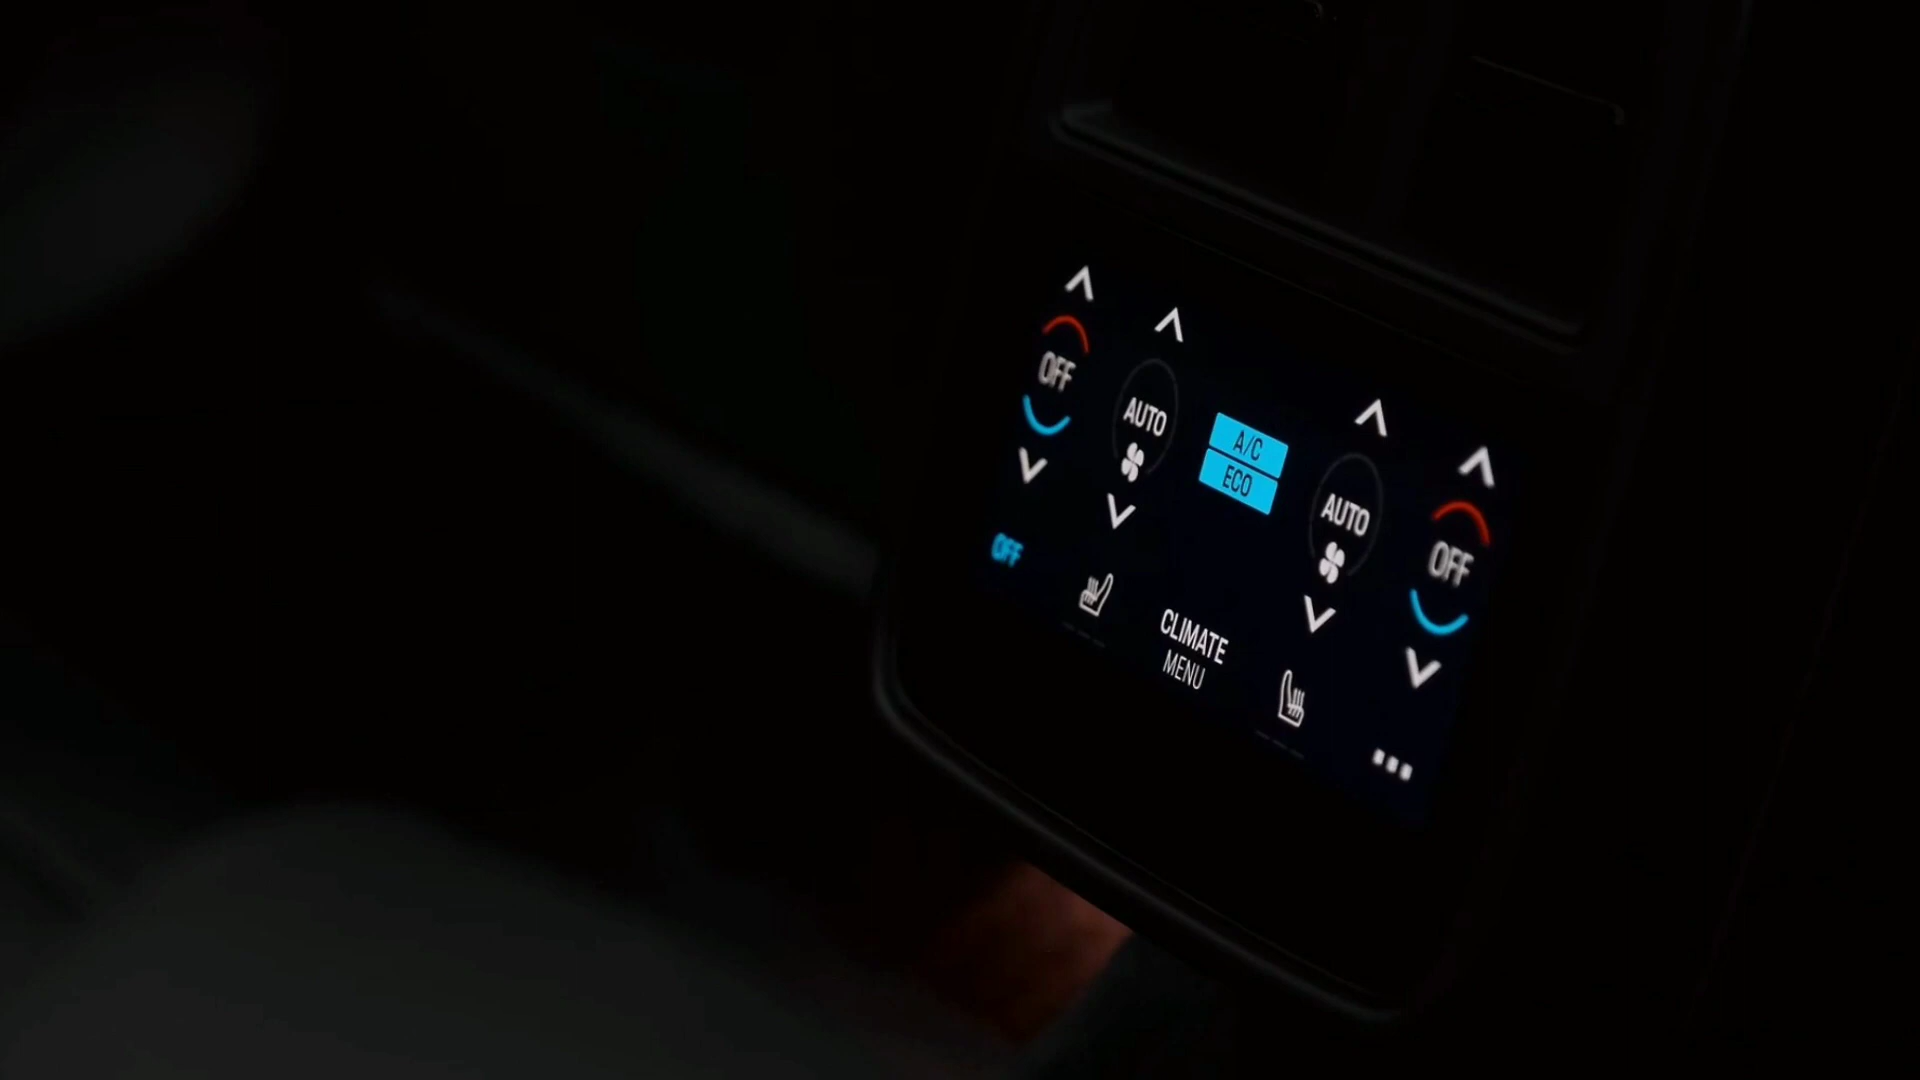 OFF
AUTO
A/C
ECO
AUTO
OFF
OFF
CLIMATE
MENU